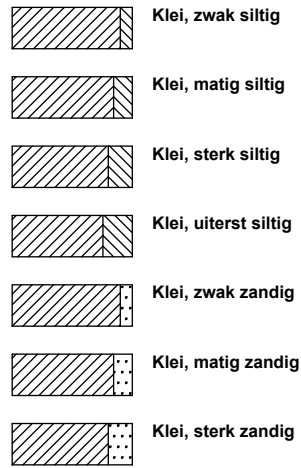 Klei, zwak siltig
Klei, matig siltig
Klei, sterk siltig
Klei, uiterst siltig
Klei, zwak zandig
Klei, matig zandig
Klei, sterk zandig